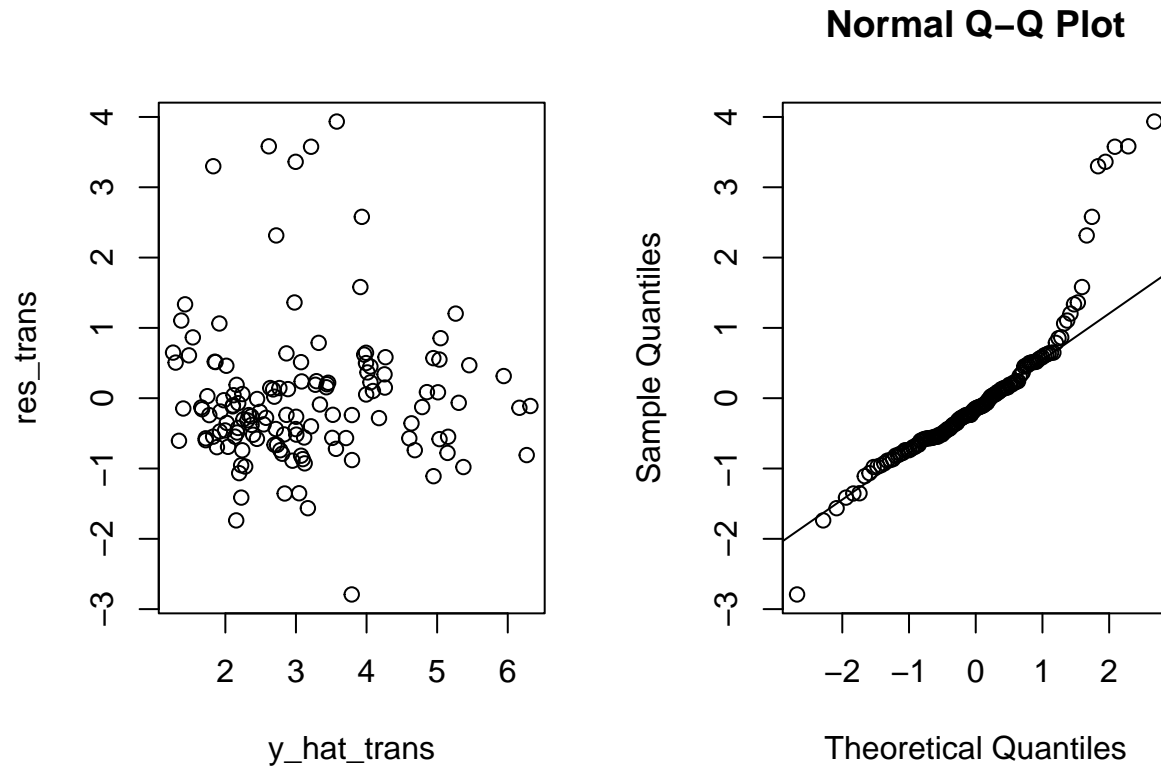 4
3
2
1
0
−1
−2
−3
res_trans
2 3 4 5 6
y_hat_trans
Normal Q−Q Plot
4
3
2
1
0
−1
−2
−3
Sample Quantiles
−2 −1 0 1 2
Theoretical Quantiles